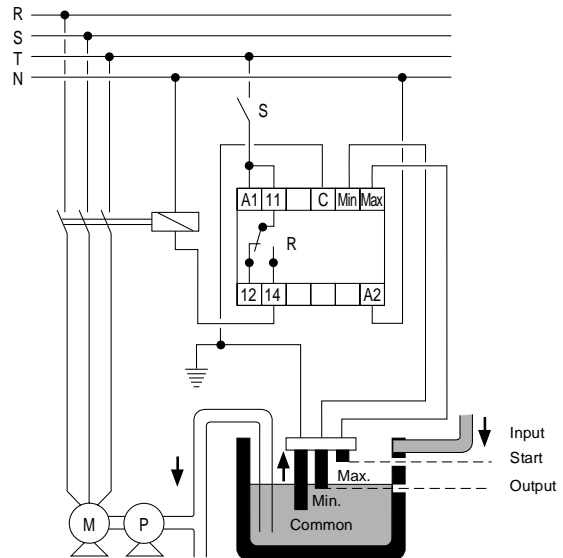 R
S
T
N
S
A1 11 C Min Max
R
12 14 A2
Input
Start
Max.
Output
Min.
Common
M P